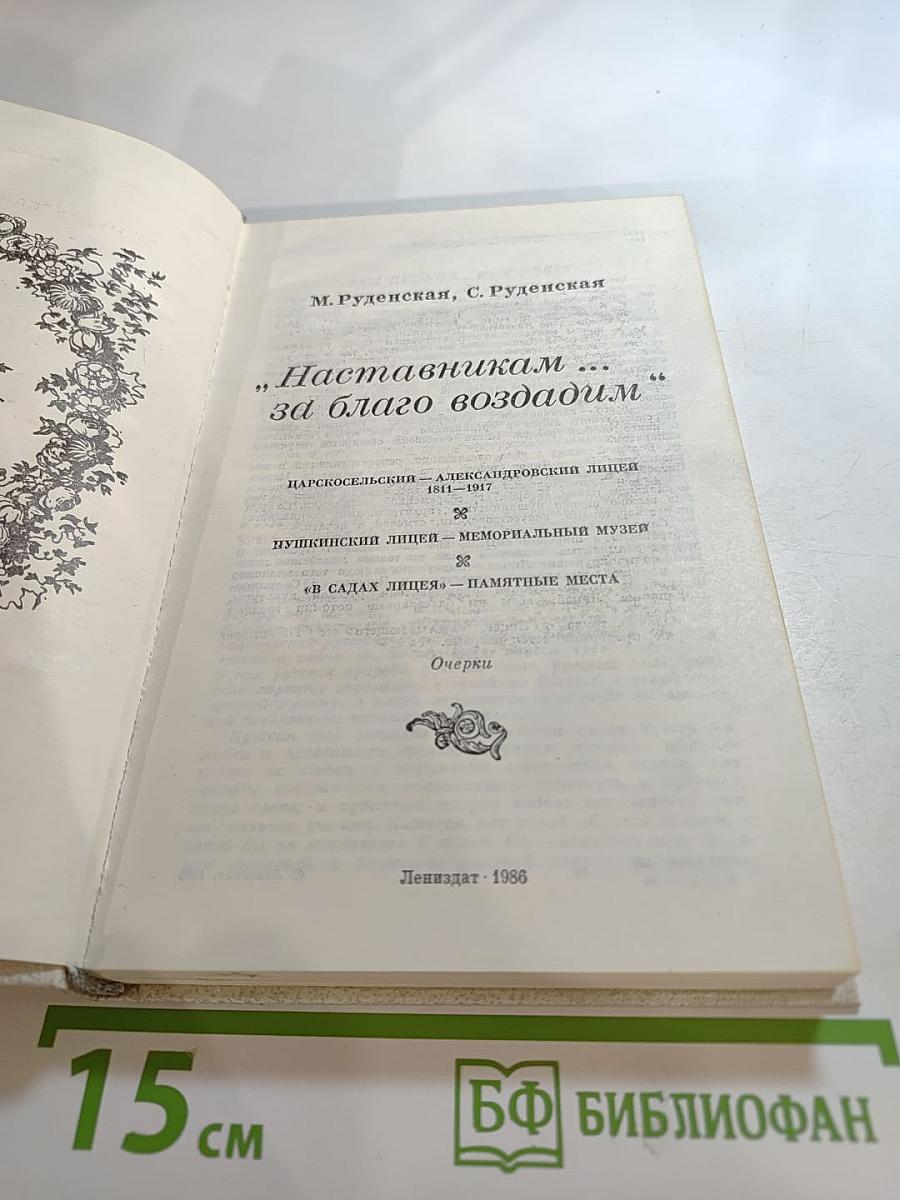 М. Руденская, С. Руденская
„Наставникам ...
за благо воздадим“
ЦАРСКОСЕЛЬСКИЙ — АЛЕКСАНДРОВСКИЙ ЛИЦЕЙ
1811—1917
ПУШКИНСКИЙ ЛИЦЕЙ — МЕМОРИАЛЬНЫЙ МУЗЕЙ
«В САДАХ ЛИЦЕЯ» — ПАМЯТНЫЕ МЕСТА
Очерки
Лениздат · 1986
15 см
БФ БИБЛИОФАН